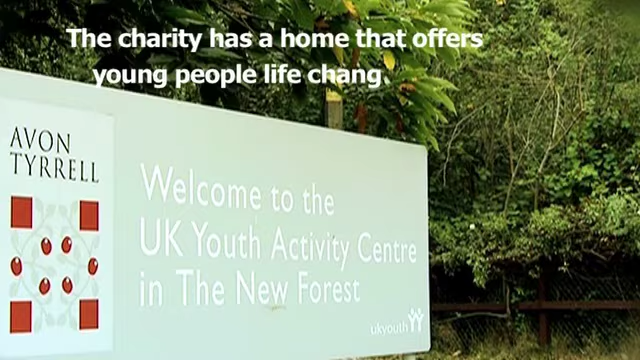 The charity has a home that offers
young people life chang
AVON
TYRRELL
Welcome to the
UK Youth Activity Centre
in The New Forest
ukyouth